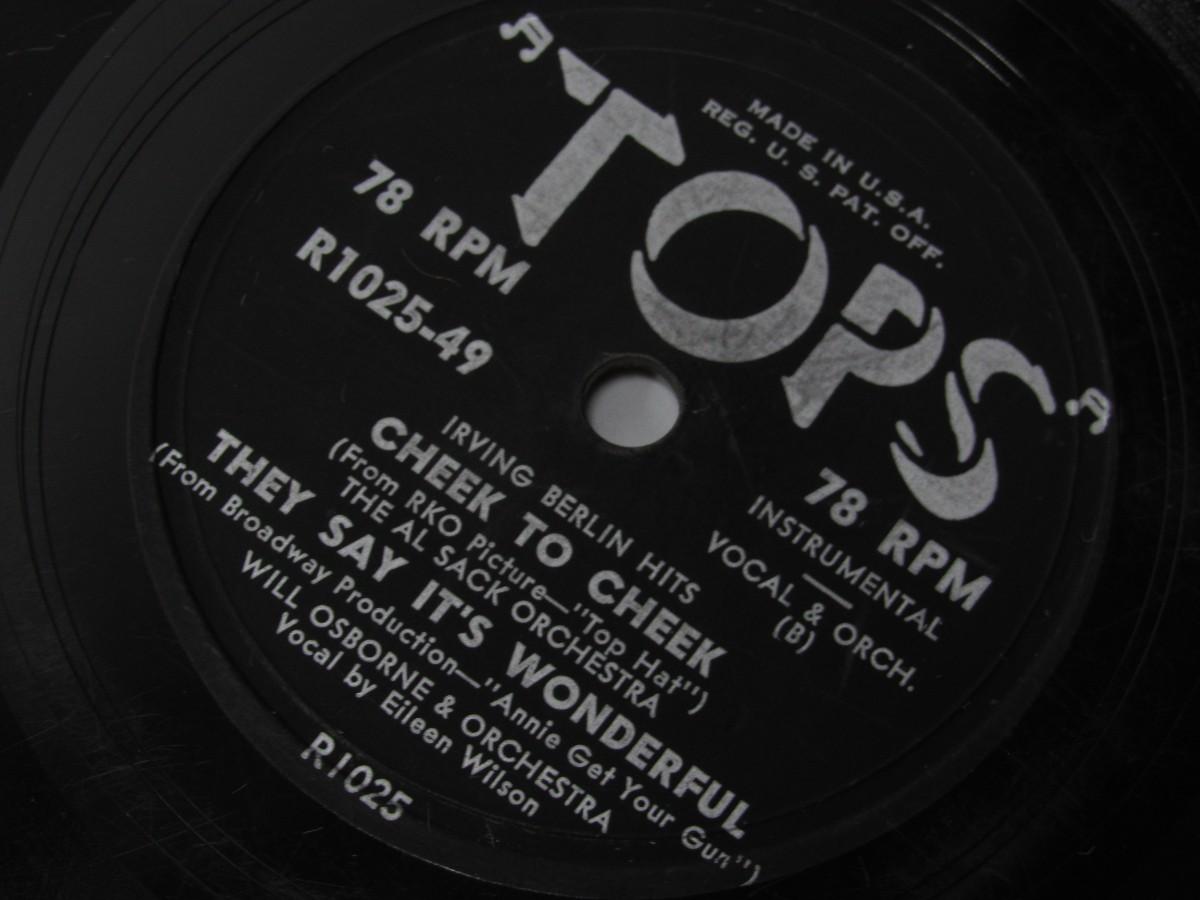 MADE IN U.S.A.
REG. U. S. PAT. OFF.
TOPS
78 RPM
R1025-49
78 RPM
INSTRUMENTAL
VOCAL & ORCH.
(B)
IRVING BERLIN HITS
CHEEK TO CHEEK
(From RKO Picture—"Top Hat")
THE AL SACK ORCHESTRA
THEY SAY IT'S WONDERFUL
(From Broadway Production—"Annie Get Your Gun")
WILL OSBORNE & ORCHESTRA
Vocal by Eileen Wilson
R1025